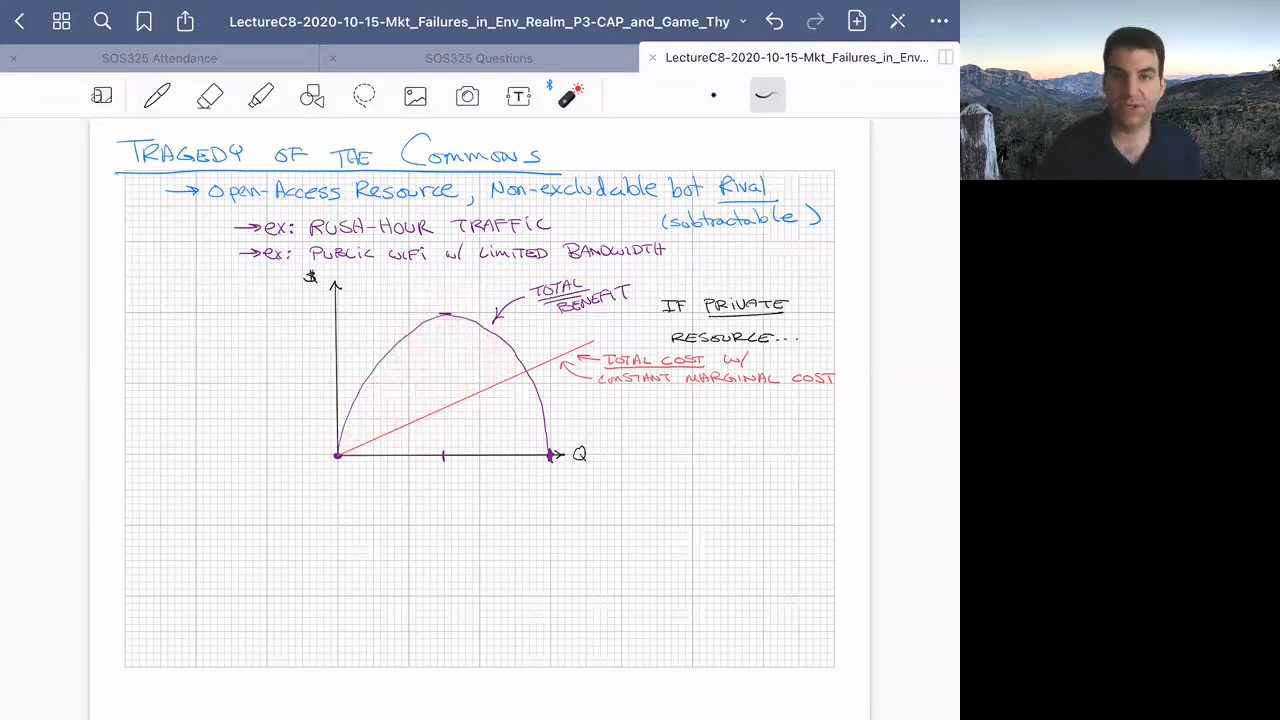 LectureC8-2020-10-15-Mkt_Failures_in_Env_Realm_P3-CAP_and_Game_Thy
SOS325 Attendance
SOS325 Questions
LectureC8-2020-10-15-Mkt_Failures_in_Env...
TRAGEDY OF THE COMMONS
→ Open-Access Resource, Non-excludable but Rival
(subtractable)
→ex: RUSH-HOUR TRAFFIC
→ex: PUBLIC WIFI w/ LIMITED BANDWIDTH
$
TOTAL
BENEFIT
IF PRIVATE
RESOURCE...
TOTAL COST w/
CONSTANT MARGINAL COST
Q